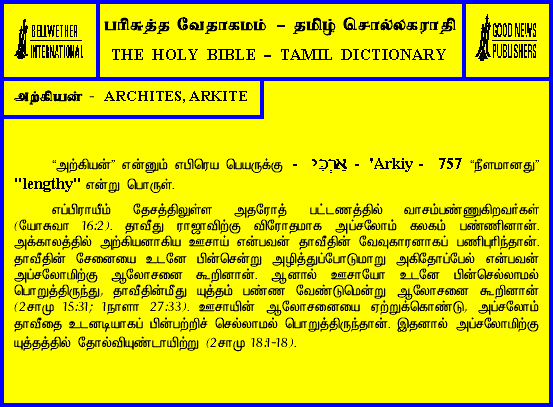 BELLWETHER
INTERNATIONAL
பரிசுத்த வேதாகமம் – தமிழ் சொல்லகராதி
THE HOLY BIBLE – TAMIL DICTIONARY
GOOD NEWS
PUBLISHERS
அற்கியன் - ARCHITES, ARKITE
“அற்கியன்” என்னும் எபிரெய பெயருக்கு - אַרְכִּי - 'Arkiy - 757 “நீளமானது”
"lengthy" என்று பொருள்.
எப்பிராயீம் தேசத்திலுள்ள அதரோத் பட்டணத்தில் வாசம்பண்ணுகிறவர்கள்
(யோசுவா 16:2). தாவீது ராஜாவிற்கு விரோதமாக அப்சலோம் கலகம் பண்ணினான்.
அக்காலத்தில் அற்கியனாகிய ஊசாய் என்பவன் தாவீதின் வேவுகாரனாகப் பணிபுரிந்தான்.
தாவீதின் சேனையை உடனே பின்சென்று அழித்துப்போடுமாறு அகிதோப்பேல் என்பவன்
அப்சலோமிற்கு ஆலோசனை கூறினான். ஆனால் ஊசாயோ உடனே பின்செல்லாமல்
பொறுத்திருந்து, தாவீதின்மீது யுத்தம் பண்ண வேண்டுமென்று ஆலோசனை கூறினான்
(2சாமு 15:31; 1நாளா 27:33). ஊசாயின் ஆலோசனையை ஏற்றுக்கொண்டு, அப்சலோம்
தாவீதை உடனடியாகப் பின்பற்றிச் செல்லாமல் பொறுத்திருந்தான். இதனால் அப்சலோமிற்கு
யுத்தத்தில் தோல்வியுண்டாயிற்று (2சாமு 18:1-18).